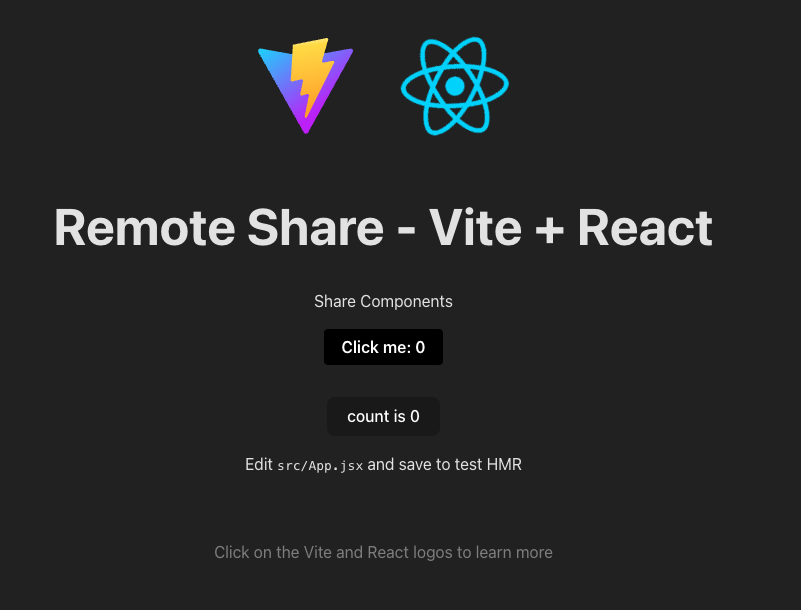 Remote Share - Vite + React
Share Components
Click me: 0
count is 0
Edit src/App.jsx and save to test HMR
Click on the Vite and React logos to learn more